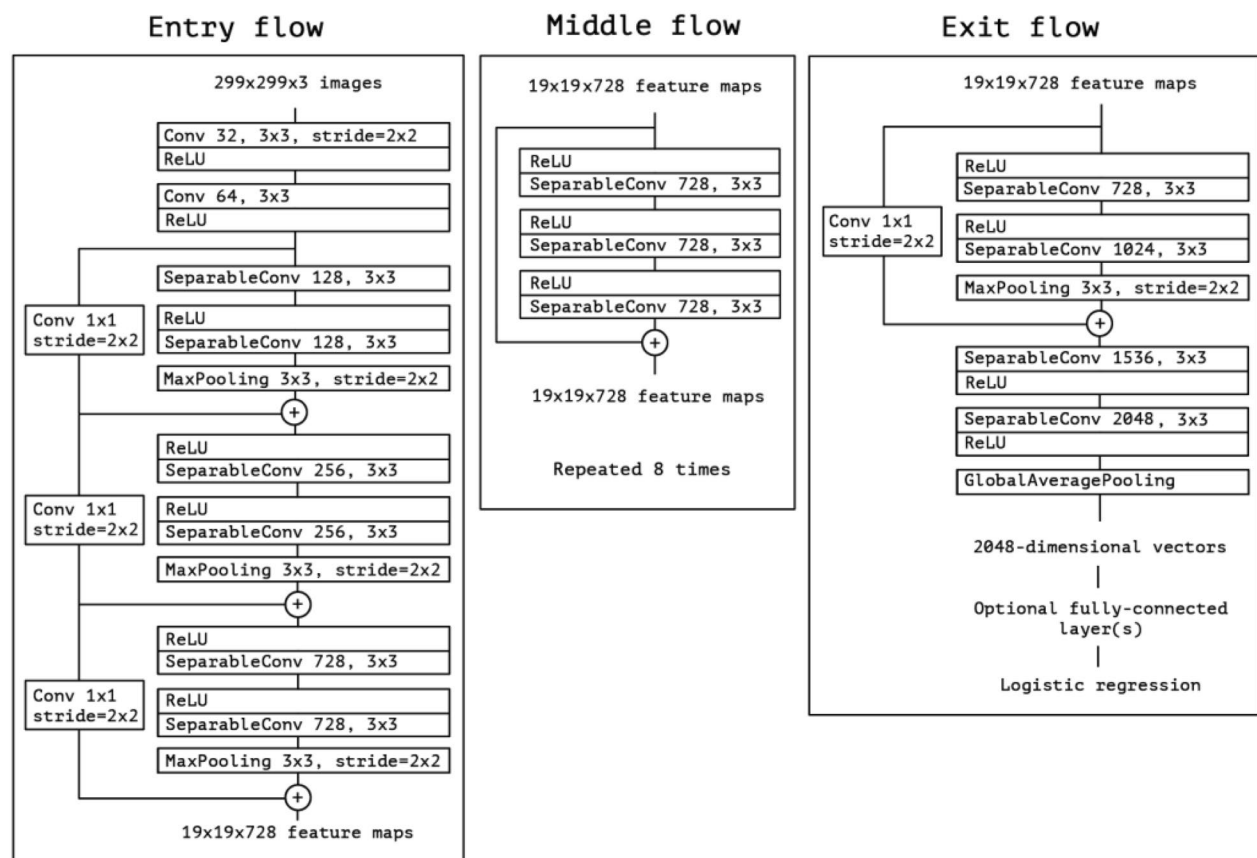 Entry flow
299x299x3 images
Conv 32, 3x3, stride=2x2
ReLU
Conv 64, 3x3
ReLU
SeparableConv 128, 3x3
Conv 1x1
stride=2x2
ReLU
SeparableConv 128, 3x3
MaxPooling 3x3, stride=2x2
+
ReLU
SeparableConv 256, 3x3
Conv 1x1
stride=2x2
ReLU
SeparableConv 256, 3x3
MaxPooling 3x3, stride=2x2
+
ReLU
SeparableConv 728, 3x3
Conv 1x1
stride=2x2
ReLU
SeparableConv 728, 3x3
MaxPooling 3x3, stride=2x2
+
19x19x728 feature maps
Middle flow
19x19x728 feature maps
ReLU
SeparableConv 728, 3x3
ReLU
SeparableConv 728, 3x3
ReLU
SeparableConv 728, 3x3
+
19x19x728 feature maps
Repeated 8 times
Exit flow
19x19x728 feature maps
ReLU
SeparableConv 728, 3x3
Conv 1x1
stride=2x2
ReLU
SeparableConv 1024, 3x3
MaxPooling 3x3, stride=2x2
+
SeparableConv 1536, 3x3
ReLU
SeparableConv 2048, 3x3
ReLU
GlobalAveragePooling
2048-dimensional vectors
Optional fully-connected
layer(s)
Logistic regression